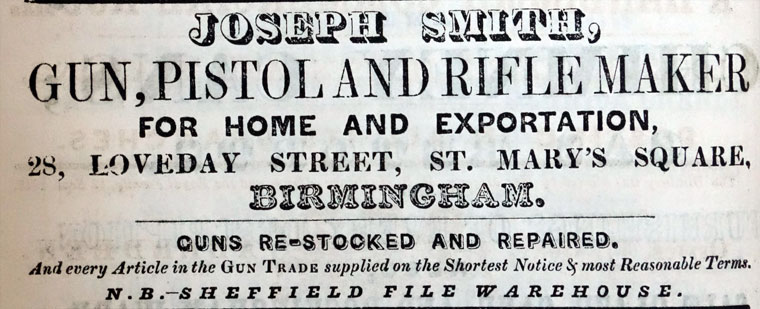 JOSEPH SMITH,
GUN, PISTOL AND RIFLE MAKER
FOR HOME AND EXPORTATION,
28, LOVEDAY STREET, ST. MARY'S SQUARE,
BIRMINGHAM.
GUNS RE-STOCKED AND REPAIRED.
And every Article in the GUN TRADE supplied on the Shortest Notice & most Reasonable Terms.
N.B.-SHEFFIELD FILE WAREHOUSE.